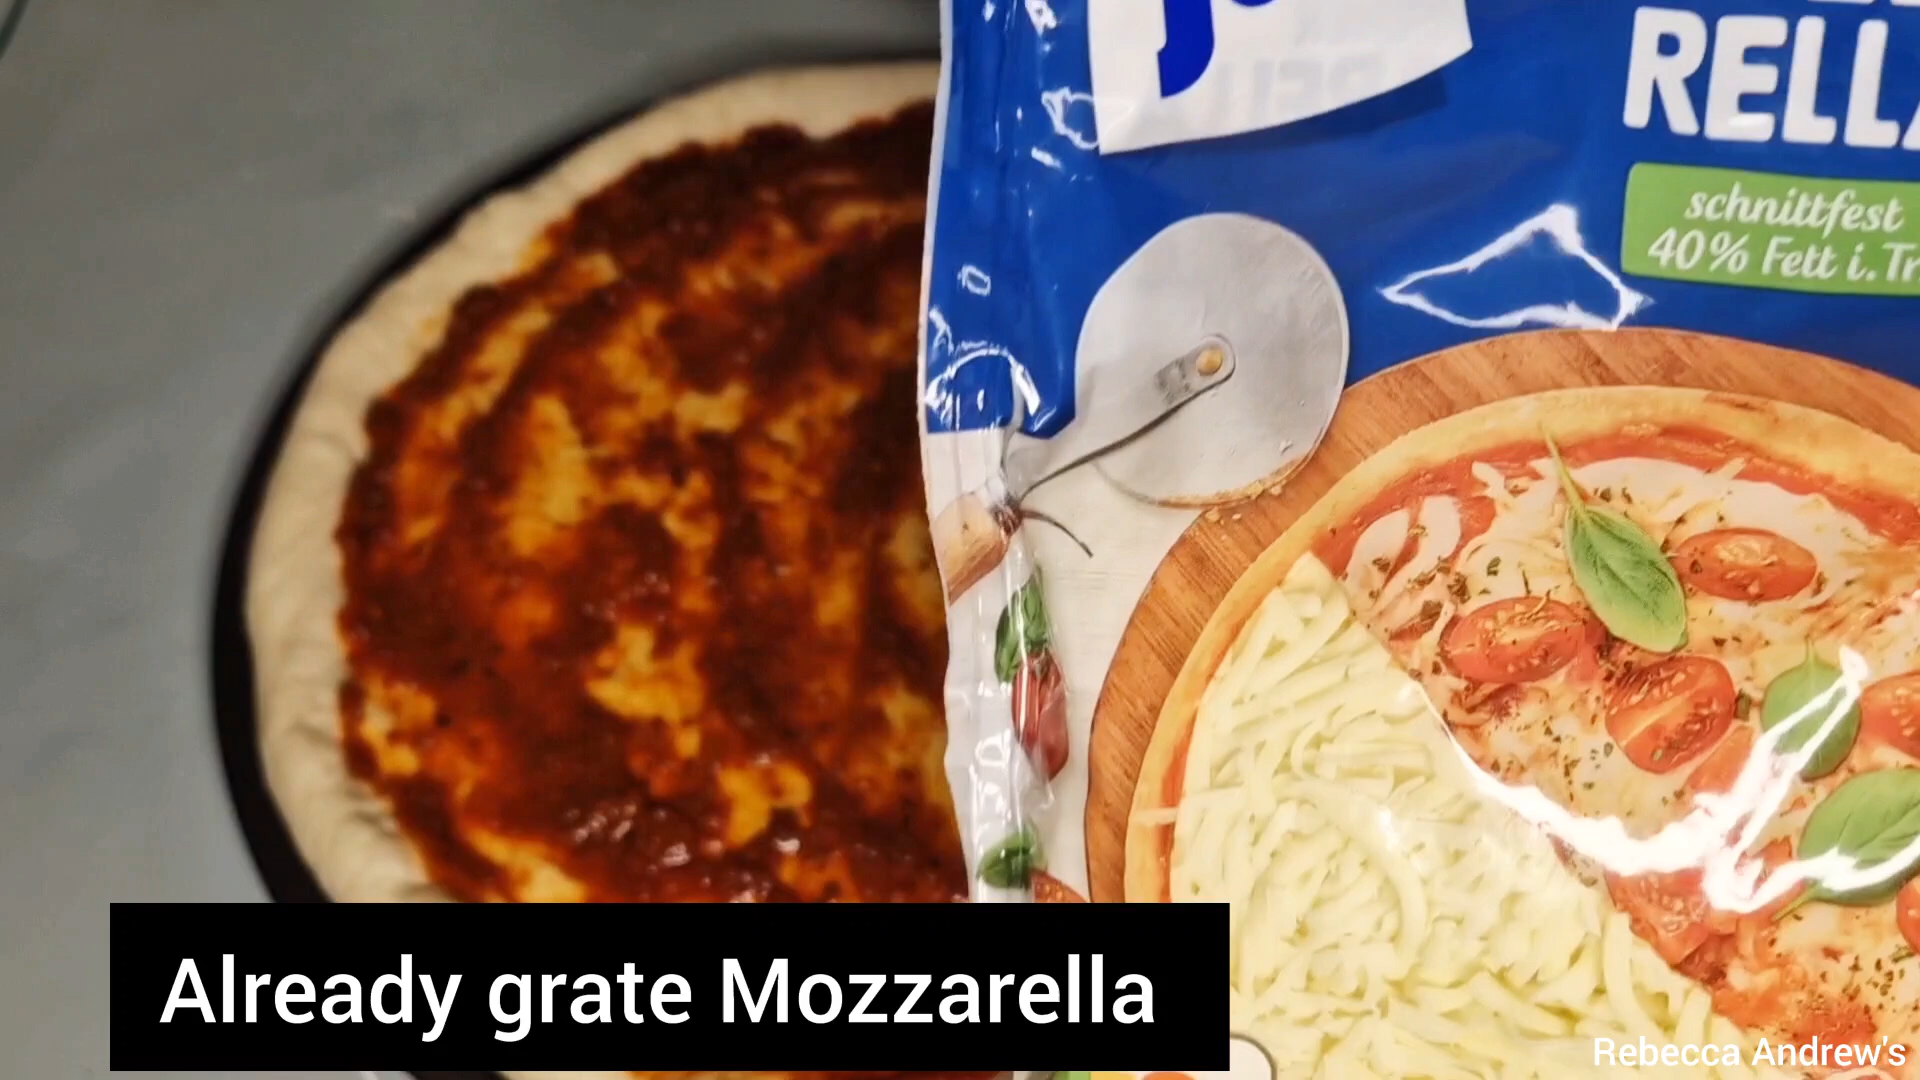 RELL
schnittfest
40% Fett i. Tr
Already grate Mozzarella
Rebecca Andrew's